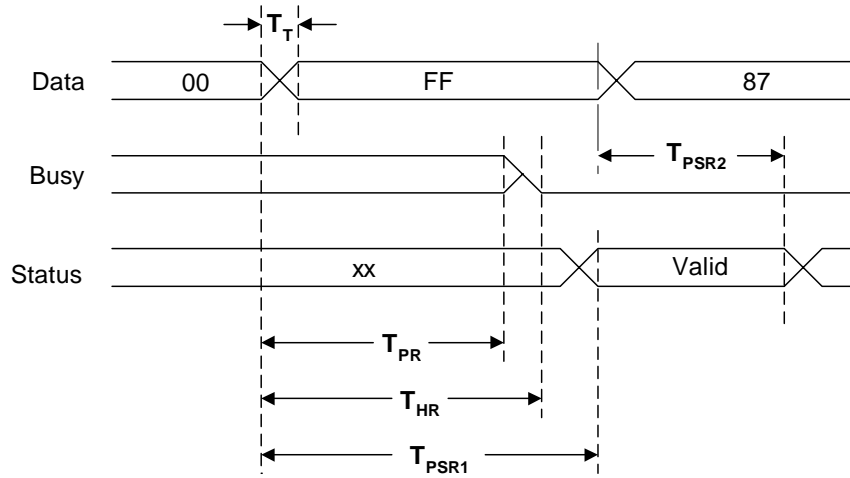 T_T
Data 00 FF 87
T_PSR2
Busy
Status xx Valid
T_PR
T_HR
T_PSR1